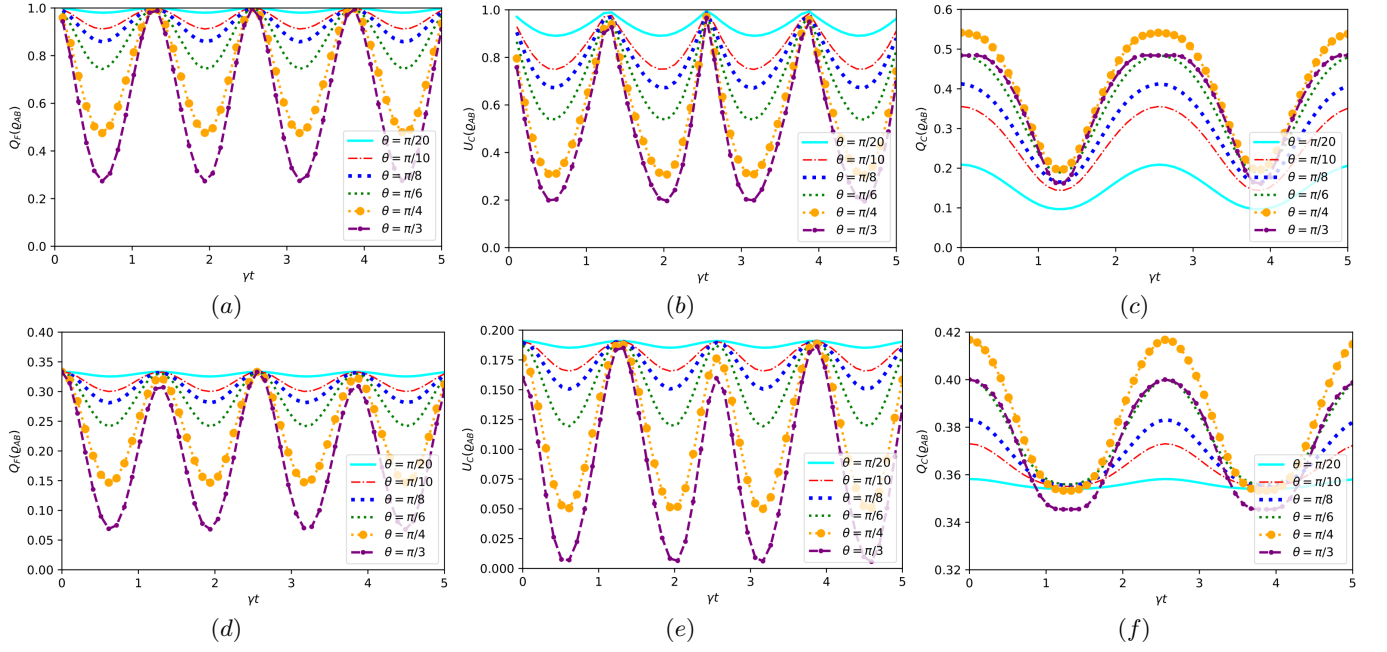 Q_F(ϱ_AB)
1.0
0.8
0.6
0.4
0.2
0.0
0 1 2 3 4 5
γt
θ = π/20
θ = π/10
θ = π/8
θ = π/6
θ = π/4
θ = π/3
(a)
U_C(ϱ_AB)
1.0
0.8
0.6
0.4
0.2
0.0
0 1 2 3 4 5
γt
θ = π/20
θ = π/10
θ = π/8
θ = π/6
θ = π/4
θ = π/3
(b)
Q_C(ϱ_AB)
0.6
0.5
0.4
0.3
0.2
0.1
0.0
0 1 2 3 4 5
γt
θ = π/20
θ = π/10
θ = π/8
θ = π/6
θ = π/4
θ = π/3
(c)
Q_F(ϱ_AB)
0.40
0.35
0.30
0.25
0.20
0.15
0.10
0.05
0.00
0 1 2 3 4 5
γt
θ = π/20
θ = π/10
θ = π/8
θ = π/6
θ = π/4
θ = π/3
(d)
U_C(ϱ_AB)
0.200
0.175
0.150
0.125
0.100
0.075
0.050
0.025
0.000
0 1 2 3 4 5
γt
θ = π/20
θ = π/10
θ = π/8
θ = π/6
θ = π/4
θ = π/3
(e)
Q_C(ϱ_AB)
0.42
0.40
0.38
0.36
0.34
0.32
0 1 2 3 4 5
γt
θ = π/20
θ = π/10
θ = π/8
θ = π/6
θ = π/4
θ = π/3
(f)